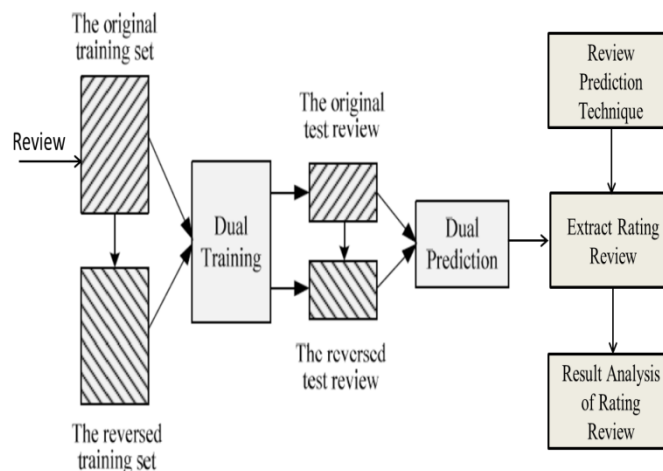 The original
training set
Review
Dual
Training
The reversed
training set
The original
test review
The reversed
test review
Dual
Prediction
Review
Prediction
Technique
Extract Rating
Review
Result Analysis
of Rating
Review